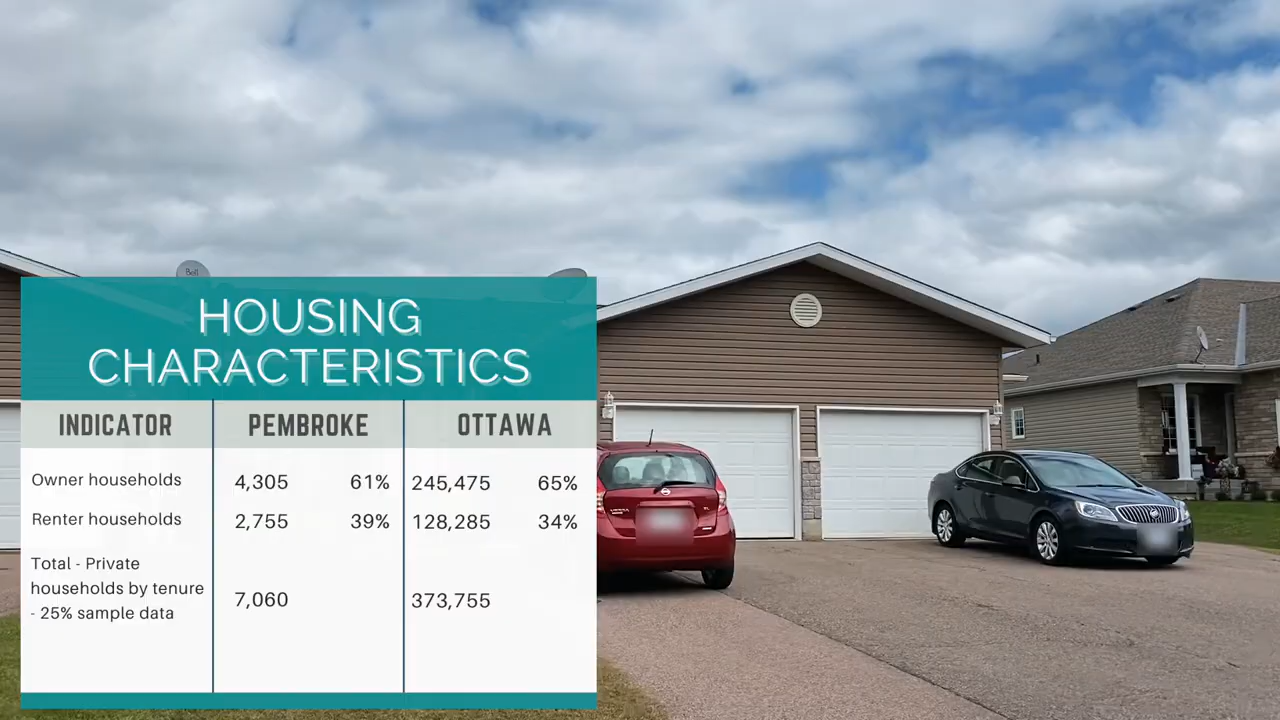 Bell
HOUSING
CHARACTERISTICS
INDICATOR PEMBROKE OTTAWA
Owner households 4,305 61% 245,475 65%
Renter households 2,755 39% 128,285 34%
Total - Private
households by tenure
- 25% sample data
7,060 373,755